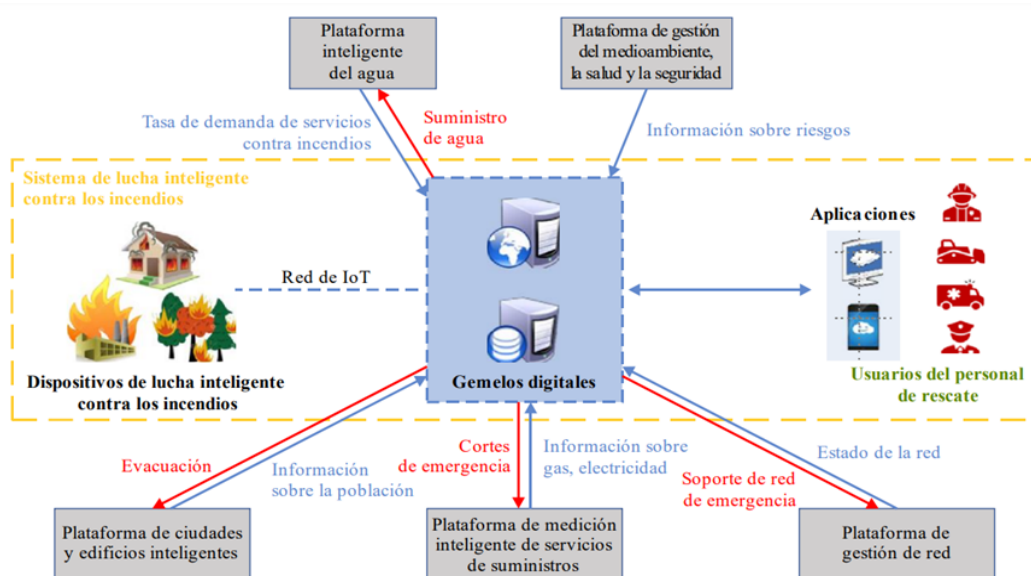 Plataforma
inteligente
del agua
Plataforma de gestión
del medioambiente,
la salud y la seguridad
Tasa de demanda de servicios
contra incendios
Suministro
de agua
Información sobre riesgos
Sistema de lucha inteligente
contra los incendios
Aplicaciones
Red de IoT
Dispositivos de lucha inteligente
contra los incendios
Gemelos digitales
Usuarios del personal
de rescate
Evacuación
Información
sobre la población
Cortes
de emergencia
Información sobre
gas, electricidad
Soporte de red
de emergencia
Estado de la red
Plataforma de ciudades
y edificios inteligentes
Plataforma de medición
inteligente de servicios
de suministros
Plataforma de
gestión de red